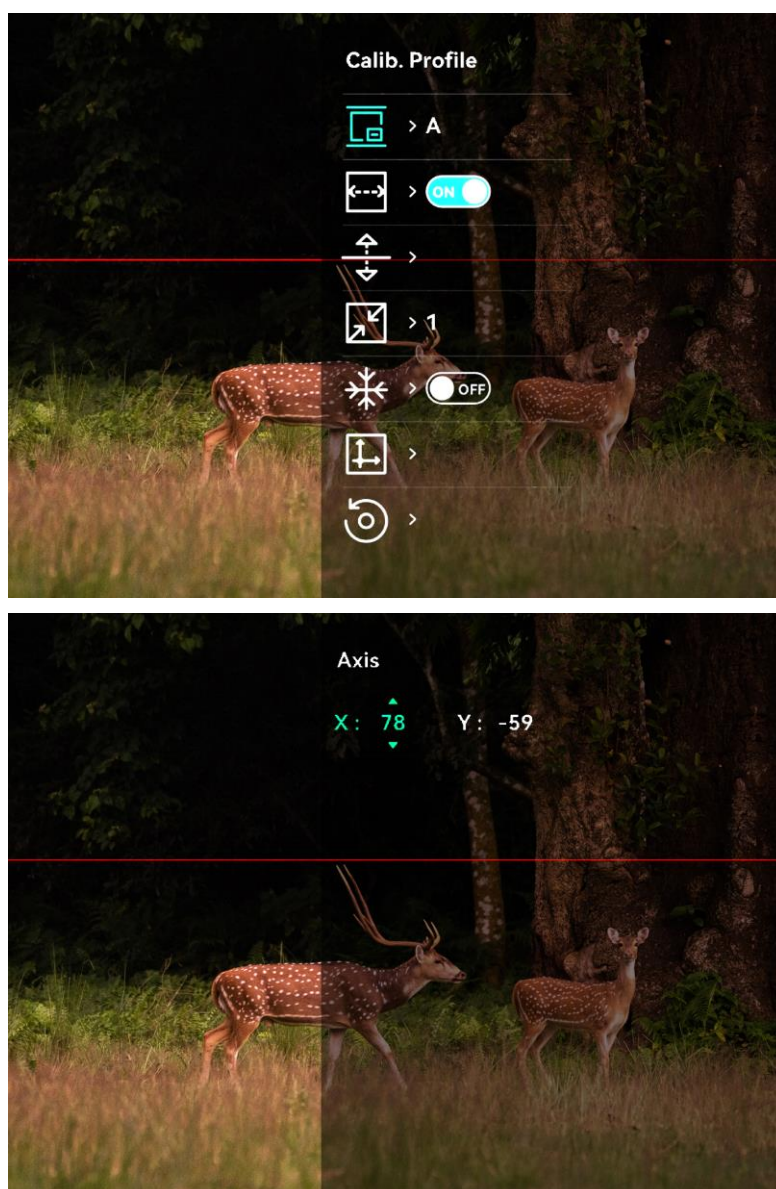 Calib. Profile
> A
> ON
>
> 1
> OFF
>
>
Axis
X : 78 Y : -59